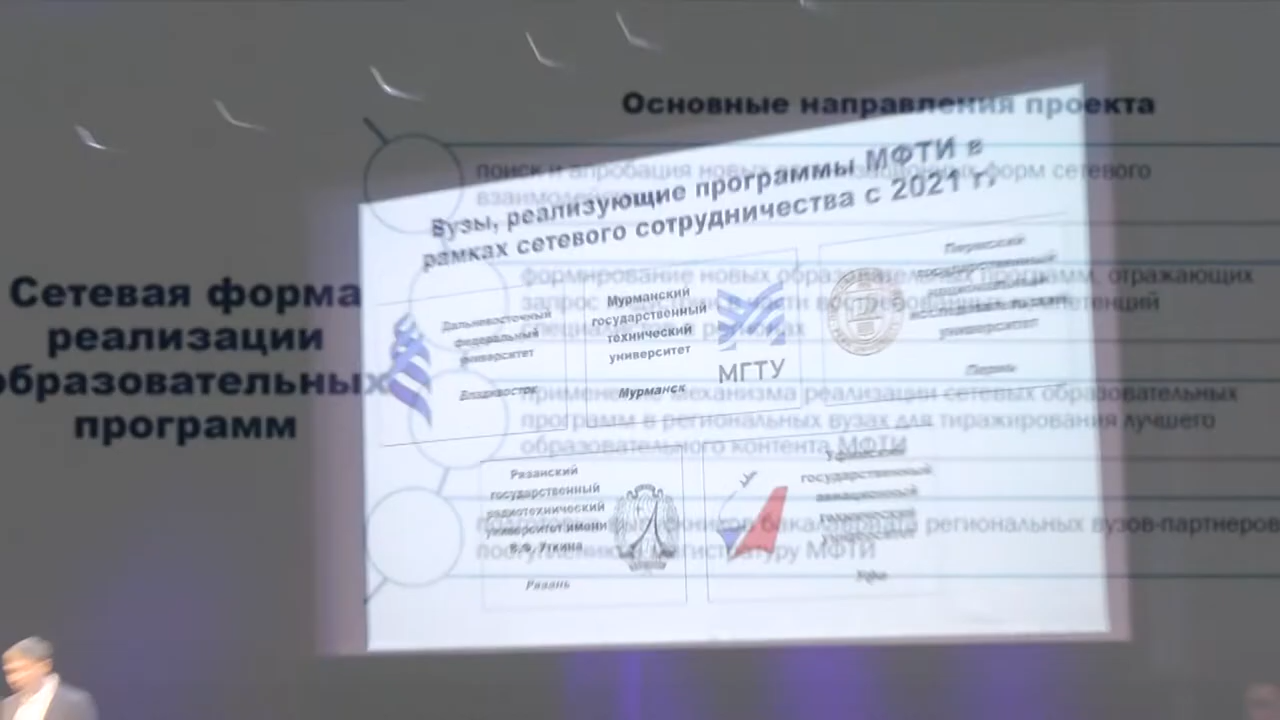 Основные направления проекта
поиск и апробация новых форм сетевого
формирование новых образовательных программ, отражающих
запрос
применение механизма реализации сетевых образовательных
программ в региональных вузах для тиражирования лучшего
образовательного контента МФТИ
бакалавриата региональных вузов-партнеров
магистратуру МФТИ
Сетевая форма
реализации
образовательных
программ
Вузы, реализующие программы МФТИ в
рамках сетевого сотрудничества с 2021 г.
Дальневосточный
федеральный
университет
Владивосток
Мурманский
государственный
технический
университет
Мурманск
МГТУ
Пермский
университет
Пермь
Рязанский
государственный
радиотехнический
университет имени
В.Ф. Уткина
Рязань
государственный
авиационный
Уфа